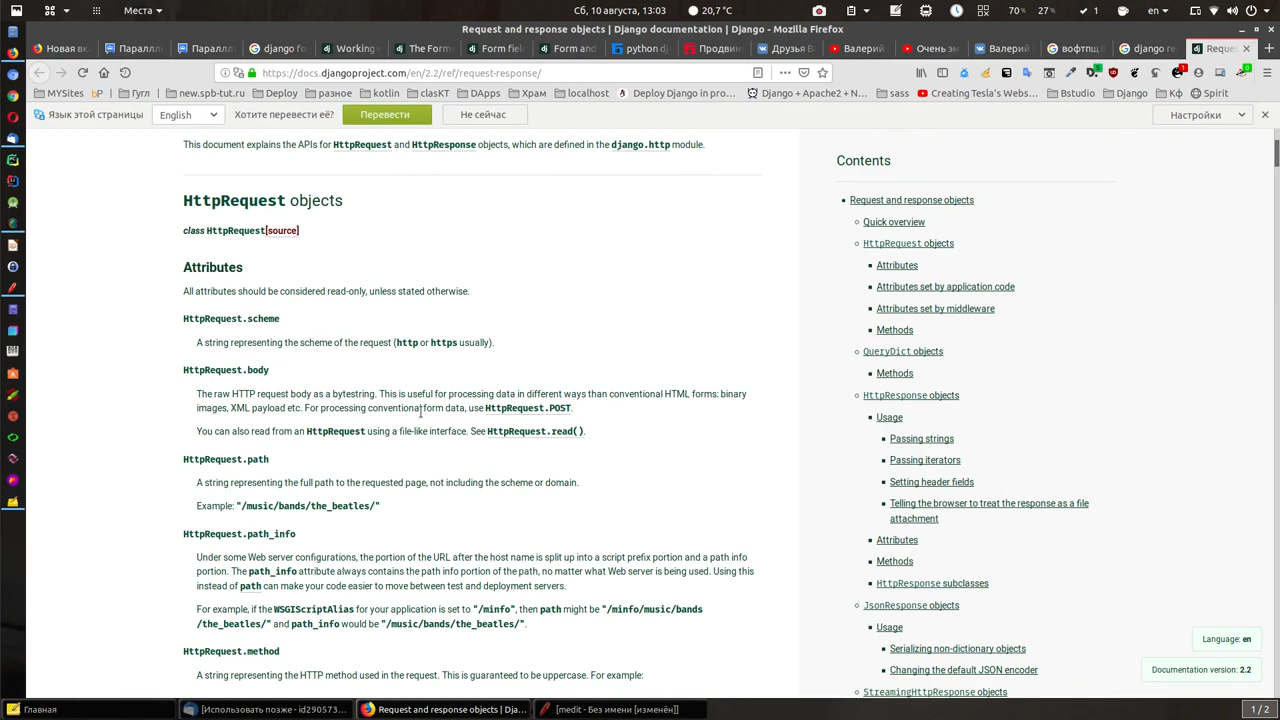 Места
Сб, 10 августа, 13:03
20,7 °C
70%
27%
1
en
Request and response objects | Django documentation | Django - Mozilla Firefox
Новая вк
Параллл
Параллл
django fo
Working
The Form
Form fiel
Form and
python dj
Продвин
Друзья В
Валерий
Очень эм
Валерий
вофтпщ
django re
Reques
https://docs.djangoproject.com/en/2.2/ref/request-response/
MYSites
bP
Гугл
new.spb-tut.ru
Deploy
разное
kotlin
claskT
DApps
Храм
localhost
Deploy Django in pro...
Django + Apache2 + N...
sass
Creating Tesla's Webs...
Bstudio
Django
Кф
Spirit
Язык этой страницы
English
Хотите перевести её?
Перевести
Не сейчас
Настройки
This document explains the APIs for HttpRequest and HttpResponse objects, which are defined in the django.http module.
HttpRequest objects
class HttpRequest[source]
Attributes
All attributes should be considered read-only, unless stated otherwise.
HttpRequest.scheme
A string representing the scheme of the request (http or https usually).
HttpRequest.body
The raw HTTP request body as a bytestring. This is useful for processing data in different ways than conventional HTML forms: binary
images, XML payload etc. For processing conventional form data, use HttpRequest.POST.
You can also read from an HttpRequest using a file-like interface. See HttpRequest.read().
HttpRequest.path
A string representing the full path to the requested page, not including the scheme or domain.
Example: "/music/bands/the_beatles/"
HttpRequest.path_info
Under some Web server configurations, the portion of the URL after the host name is split up into a script prefix portion and a path info
portion. The path_info attribute always contains the path info portion of the path, no matter what Web server is being used. Using this
instead of path can make your code easier to move between test and deployment servers.
For example, if the WSGIScriptAlias for your application is set to "/minfo", then path might be "/minfo/music/bands
/the_beatles/" and path_info would be "/music/bands/the_beatles/".
HttpRequest.method
A string representing the HTTP method used in the request. This is guaranteed to be uppercase. For example:
Contents
Request and response objects
Quick overview
HttpRequest objects
Attributes
Attributes set by application code
Attributes set by middleware
Methods
QueryDict objects
Methods
HttpResponse objects
Usage
Passing strings
Passing iterators
Setting header fields
Telling the browser to treat the response as a file
attachment
Attributes
Methods
HttpResponse subclasses
JsonResponse objects
Usage
Serializing non-dictionary objects
Changing the default JSON encoder
StreamingHttpResponse objects
Language: en
Documentation version: 2.2
Главная
[Использовать позже - id290573...
Request and response objects | Dja...
[medit - Без имени [изменён]]
1 / 2